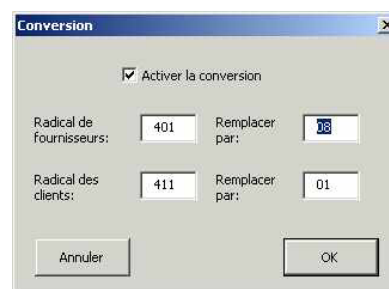 Conversion
Activer la conversion
Radical de fournisseurs: 401 Remplacer par: 08
Radical des clients: 411 Remplacer par: 01
Annuler OK